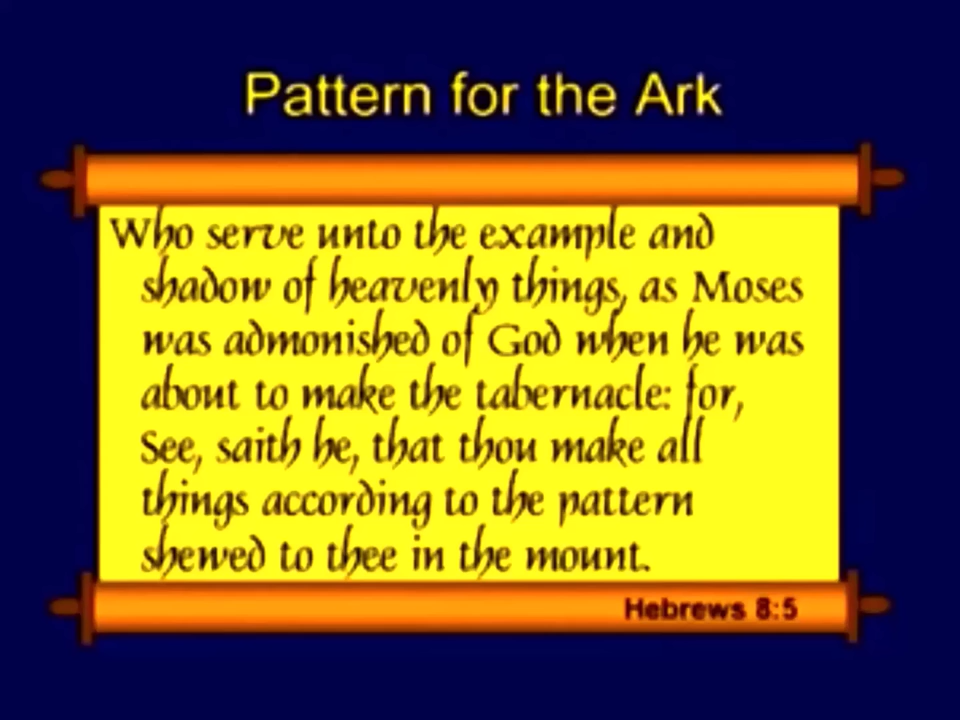 Pattern for the Ark
Who serve unto the example and
shadow of heavenly things, as Moses
was admonished of God when he was
about to make the tabernacle: for,
See, saith he, that thou make all
things according to the pattern
shewed to thee in the mount.
Hebrews 8:5